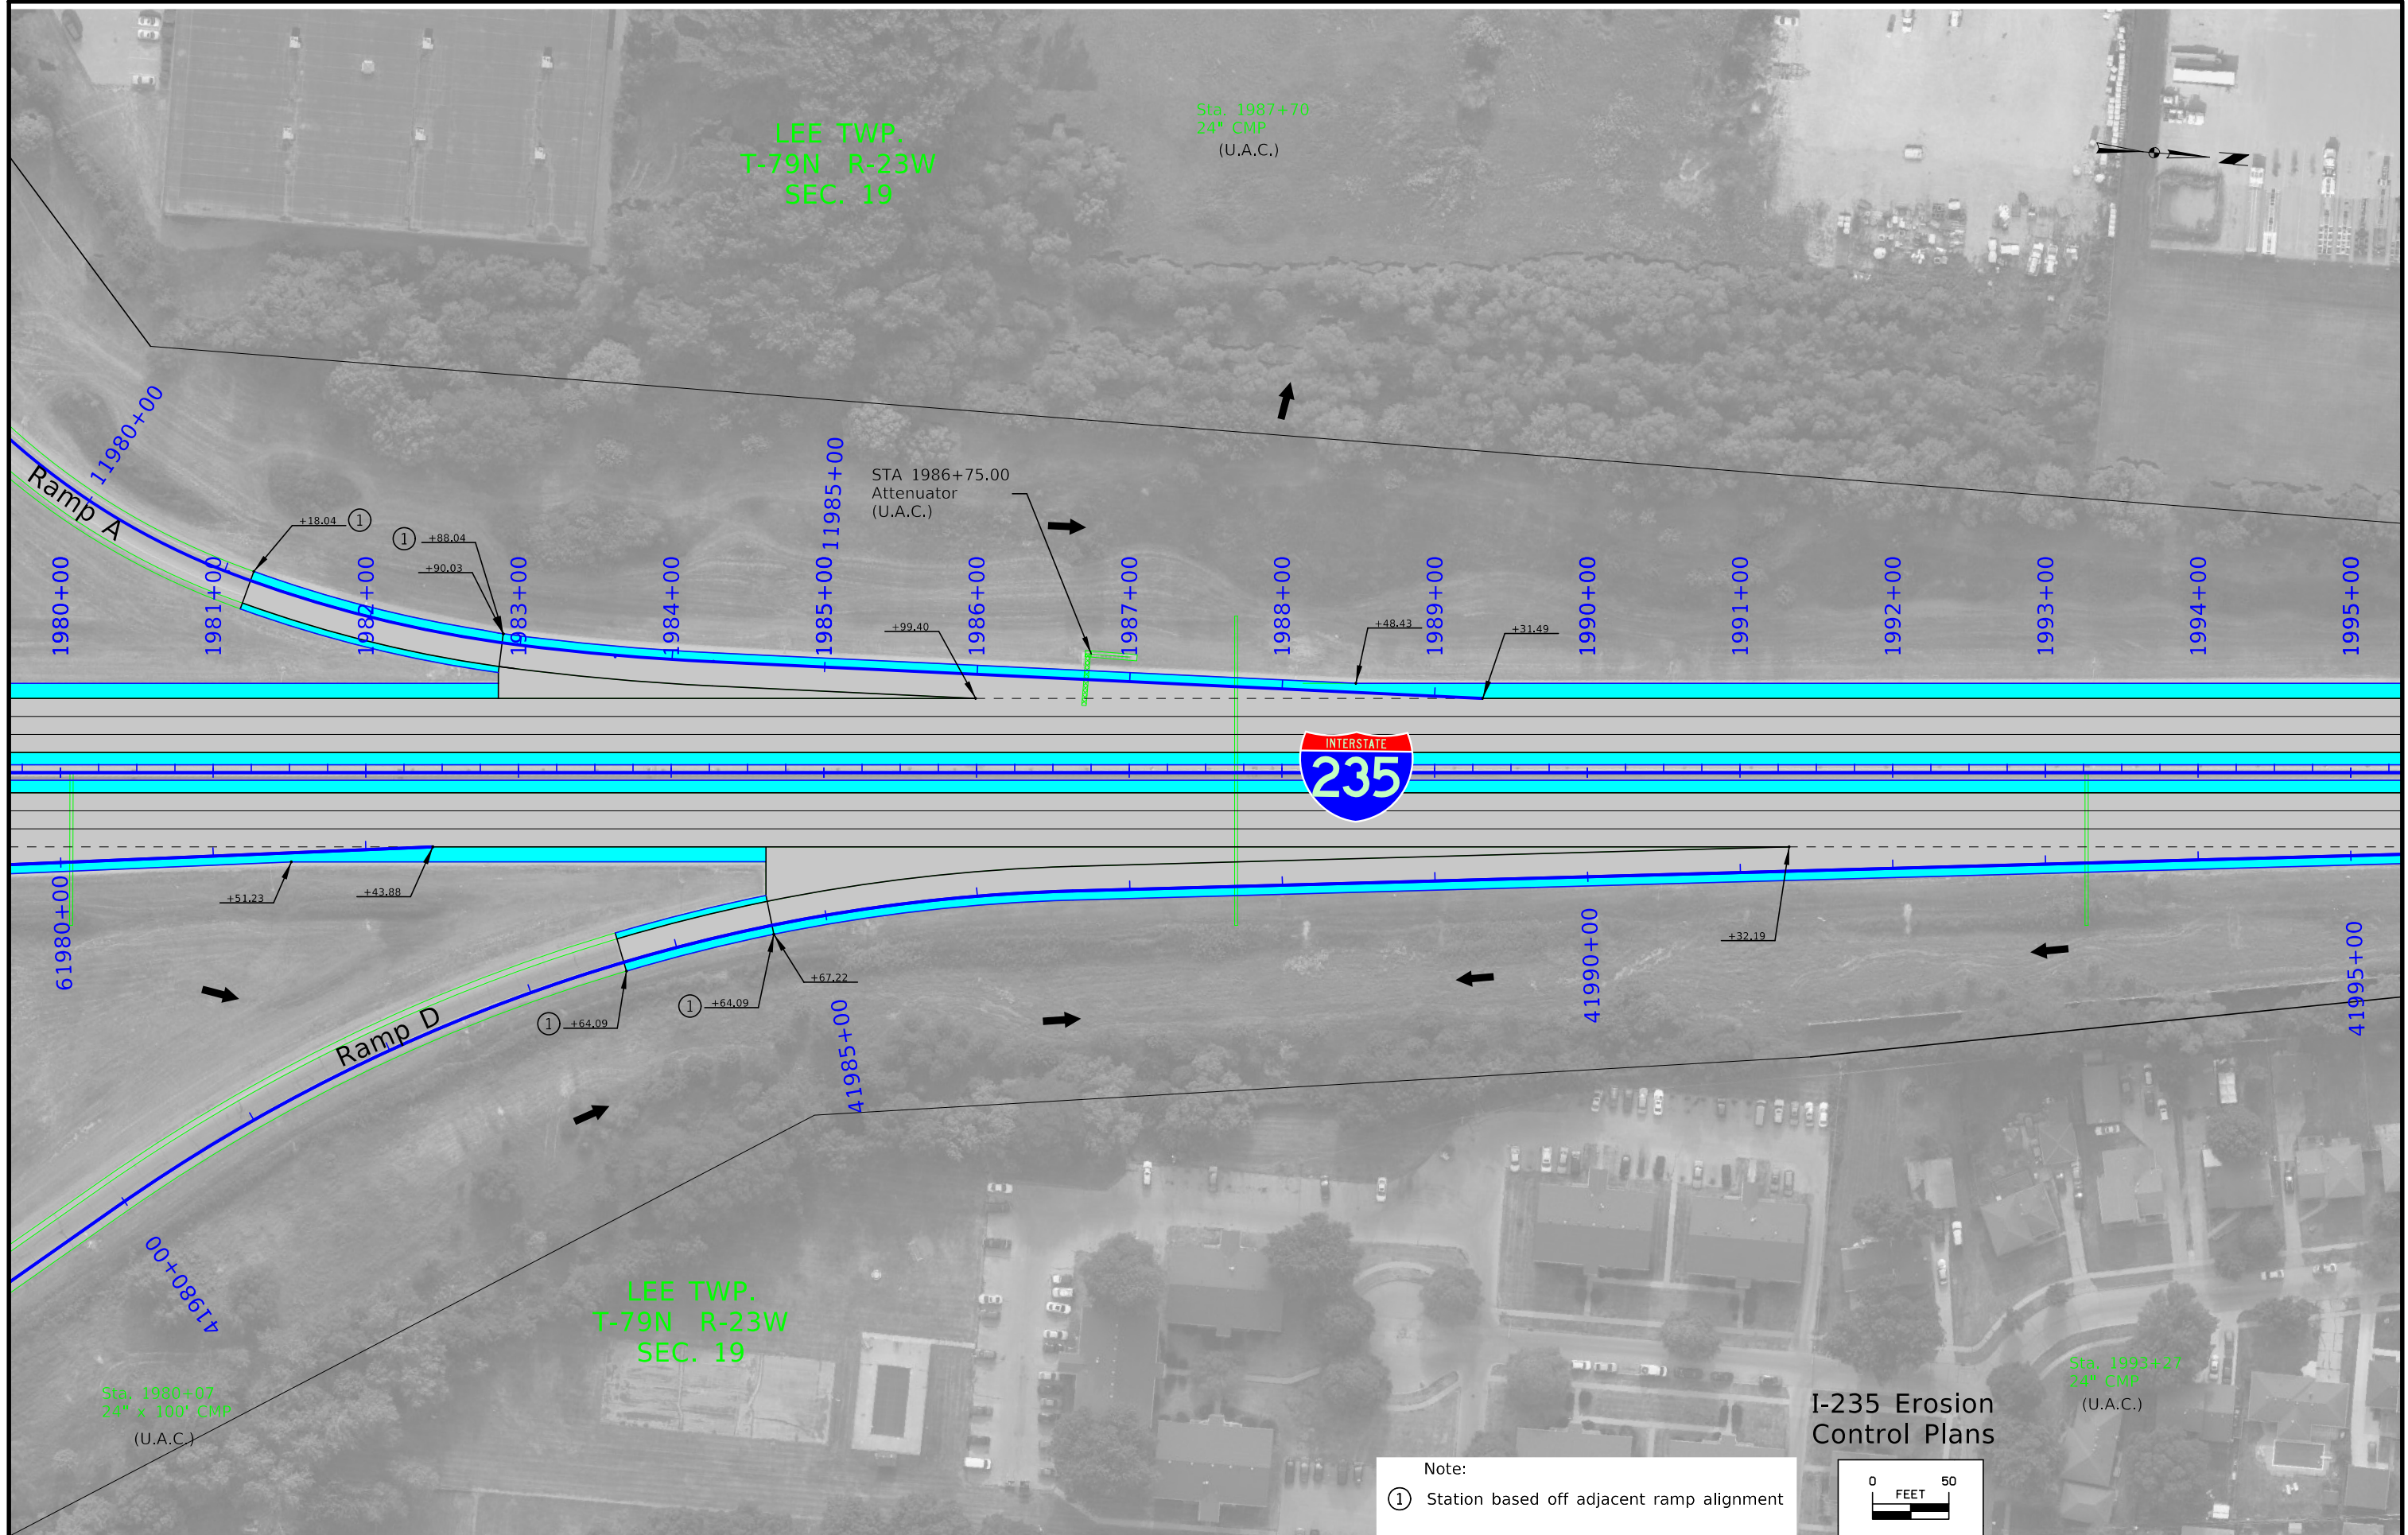 LEE TWP.
T-79N R-23W
SEC. 19
Sta. 1987+70
24" CMP
(U.A.C.)
11980+00
Ramp A
+18.04 1
1 +88.04
+90.03
11985+00
STA 1986+75.00
Attenuator
(U.A.C.)
1980+00
1981+00
1982+00
1983+00
1984+00
1985+00
1986+00
1987+00
1988+00
1989+00
1990+00
1991+00
1992+00
1993+00
1994+00
1995+00
+99.40
+48.43
+31.49
INTERSTATE
235
61980+00
+51.23
+43.88
+32.19
+67.22
1 +64.09
1 +64.09
Ramp D
41980+00
41985+00
41990+00
41995+00
LEE TWP.
T-79N R-23W
SEC. 19
Sta. 1980+07
24" x 100' CMP
(U.A.C.)
Sta. 1993+27
24" CMP
(U.A.C.)
I-235 Erosion
Control Plans
Note:
1 Station based off adjacent ramp alignment
0 50
FEET